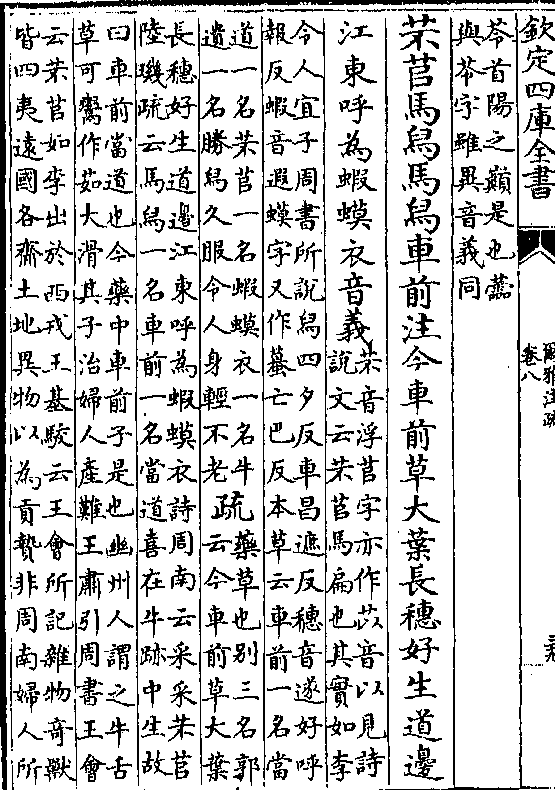 欽定四庫全書
爾雅注疏
卷八
苓首陽之巔是也蘦
與苓字雖異音義同
芣苢馬舄馬舄車前注今車前草大葉長穗好生道邊
江東呼為蝦蟆衣音義
芣音浮苢字亦作苡音以見詩
說文云芣苢馬扁也其實如李
今人宜子周書所說舄四夕反車昌遮反穗音遂好呼
報反蝦音遐蟆字又作蟇亡巴反本草云車前一名當
道一名芣苢一名蝦蟆衣一名牛
遺一名勝舄久服令人身輕不老
疏
藥草也别三名郭
云今車前草大葉
長穗好生道邊江東呼為蝦蟆衣詩周南云采采芣苢
陸璣疏云馬舄一名車前一名當道喜在牛跡中生故
曰車前當道也今藥中車前子是也幽州人謂之牛舌
草可鬻作茹大滑其子治婦人產難王肅引周書王會
云芣苢如李出於西戎王基駁云王會所記雜物奇獸
皆四夷遠國各齎土地異物以為貢贄非周南婦人所